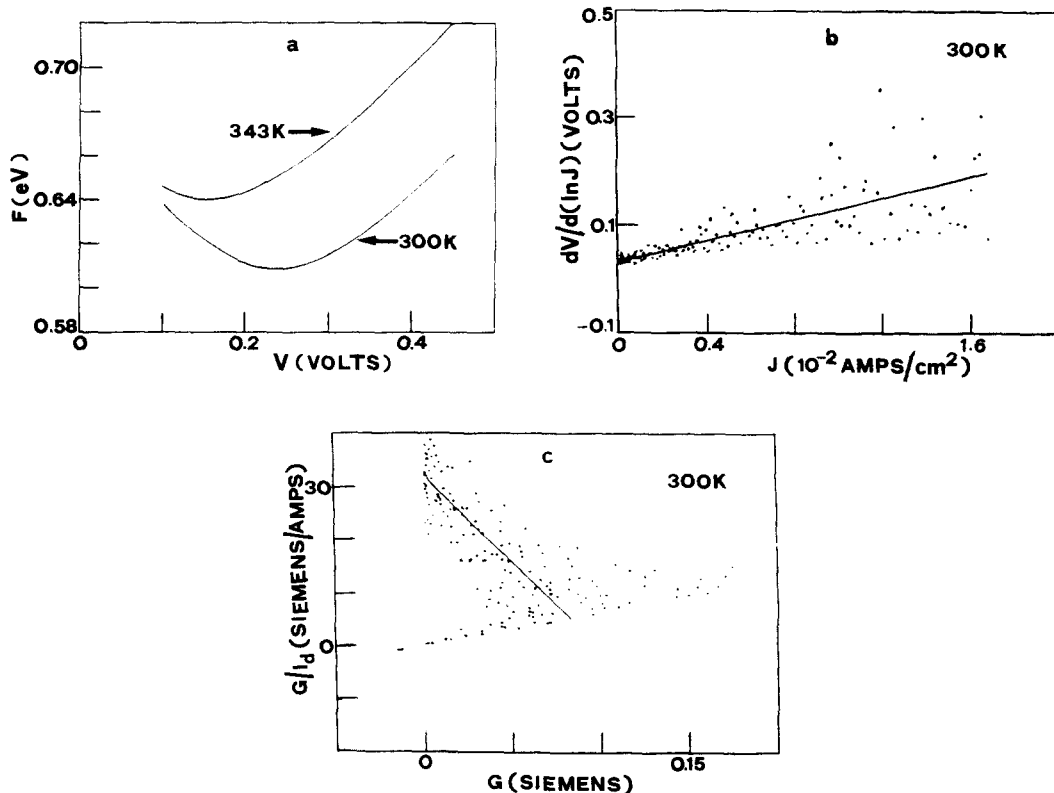 a
0.70
0.64
0.58
F (eV)
343K
300K
0
0.2
0.4
V (VOLTS)
b
300K
0.5
0.3
0.1
-0.1
dV/d(lnJ) (VOLTS)
0
0.4
1.6
J (10⁻² AMPS/cm²)
c
300K
30
0
G/I_d (SIEMENS/AMPS)
0
0.15
G (SIEMENS)